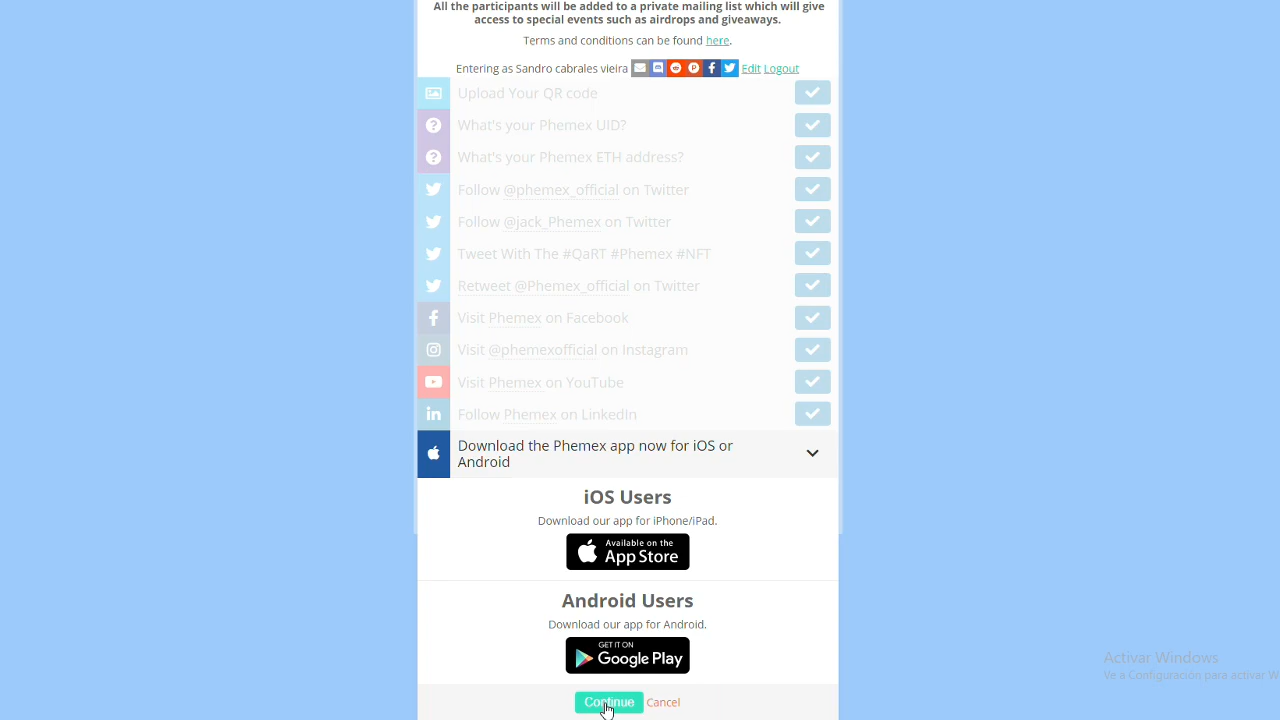 All the participants will be added to a private mailing list which will give
access to special events such as airdrops and giveaways.
Terms and conditions can be found here.
Entering as Sandro cabrales vieira Edit Logout
Upload Your QR code
What's your Phemex UID?
What's your Phemex ETH address?
Follow @phemex_official on Twitter
Follow @jack_Phemex on Twitter
Tweet With The #QaRT #Phemex #NFT
Retweet @Phemex_official on Twitter
Visit Phemex on Facebook
Visit @phemexofficial on Instagram
Visit Phemex on YouTube
Follow Phemex on LinkedIn
Download the Phemex app now for iOS or
Android
iOS Users
Download our app for iPhone/iPad.
Available on the
App Store
Android Users
Download our app for Android.
GET IT ON
Google Play
Continue Cancel
Activar Windows
Ve a Configuración para activar W